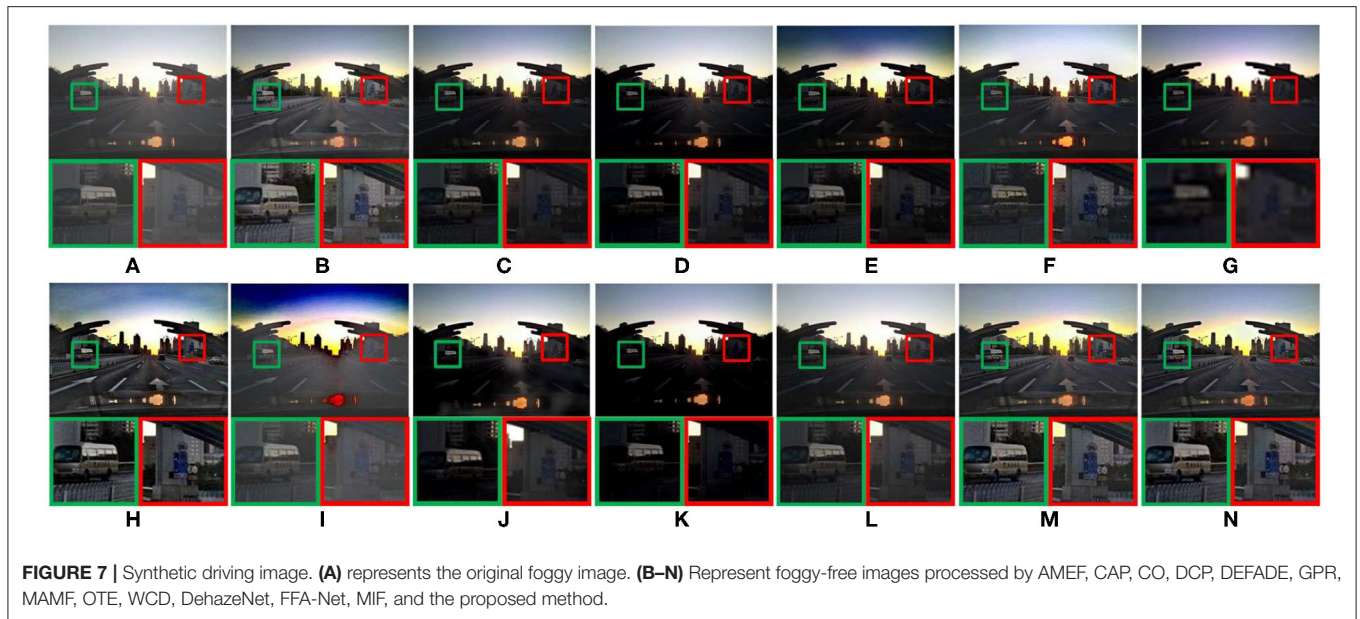 A B C D E F G
H I J K L M N
FIGURE 7 | Synthetic driving image. (A) represents the original foggy image. (B–N) Represent foggy-free images processed by AMEF, CAP, CO, DCP, DEFADE, GPR,
MAMF, OTE, WCD, DehazeNet, FFA-Net, MIF, and the proposed method.